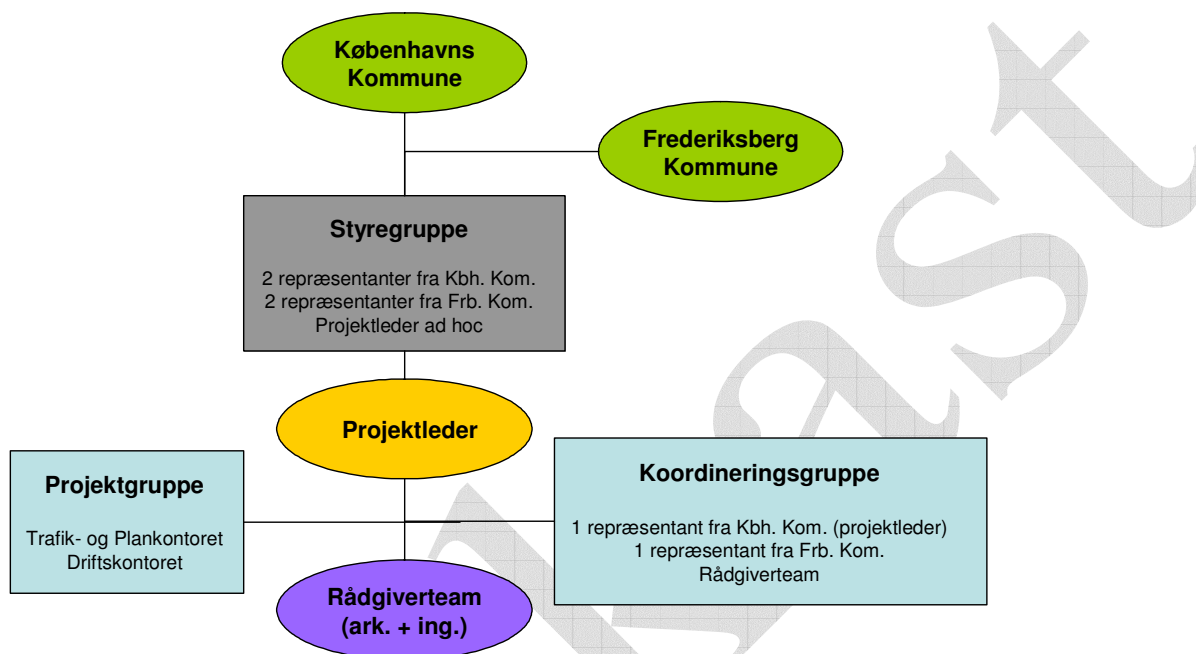 Københavns
Kommune
Frederiksberg
Kommune
Styregruppe
2 repræsentanter fra Kbh. Kom.
2 repræsentanter fra Frb. Kom.
Projektleder ad hoc
Projektleder
Projektgruppe
Trafik- og Plankontoret
Driftskontoret
Koordineringsgruppe
1 repræsentant fra Kbh. Kom. (projektleder)
1 repræsentant fra Frb. Kom.
Rådgiverteam
Rådgiverteam
(ark. + ing.)
kast